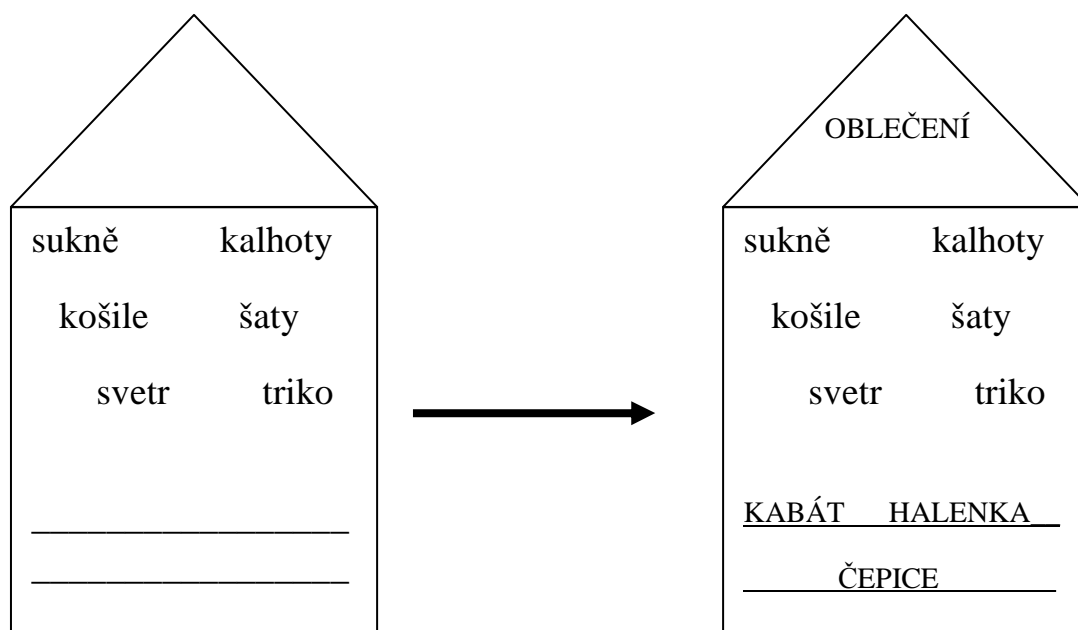 OBLEČENÍ
sukně kalhoty
košile šaty
svetr triko
sukně kalhoty
košile šaty
svetr triko
KABÁT HALENKA
ČEPICE